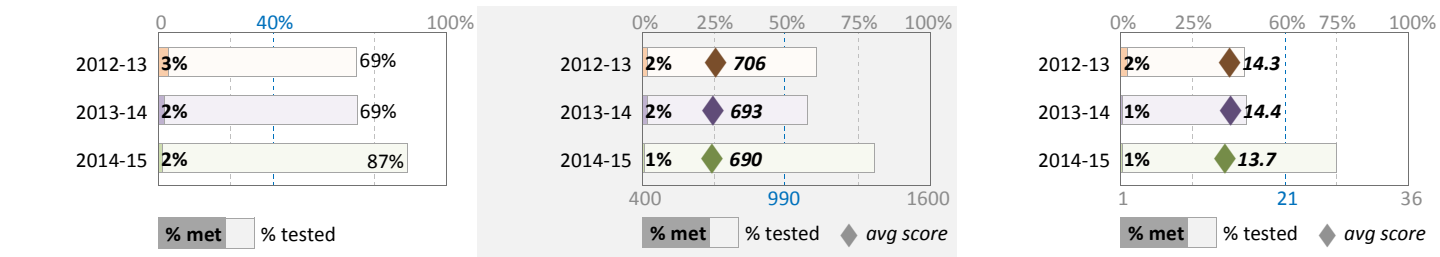 0 40% 100%
2012-13 3% 69%
2013-14 2% 69%
2014-15 2% 87%
% met % tested
0% 25% 50% 75% 100%
2012-13 2% 706
2013-14 2% 693
2014-15 1% 690
400 990 1600
% met % tested avg score
0% 25% 60% 75% 100%
2012-13 2% 14.3
2013-14 1% 14.4
2014-15 1% 13.7
1 21 36
% met % tested avg score